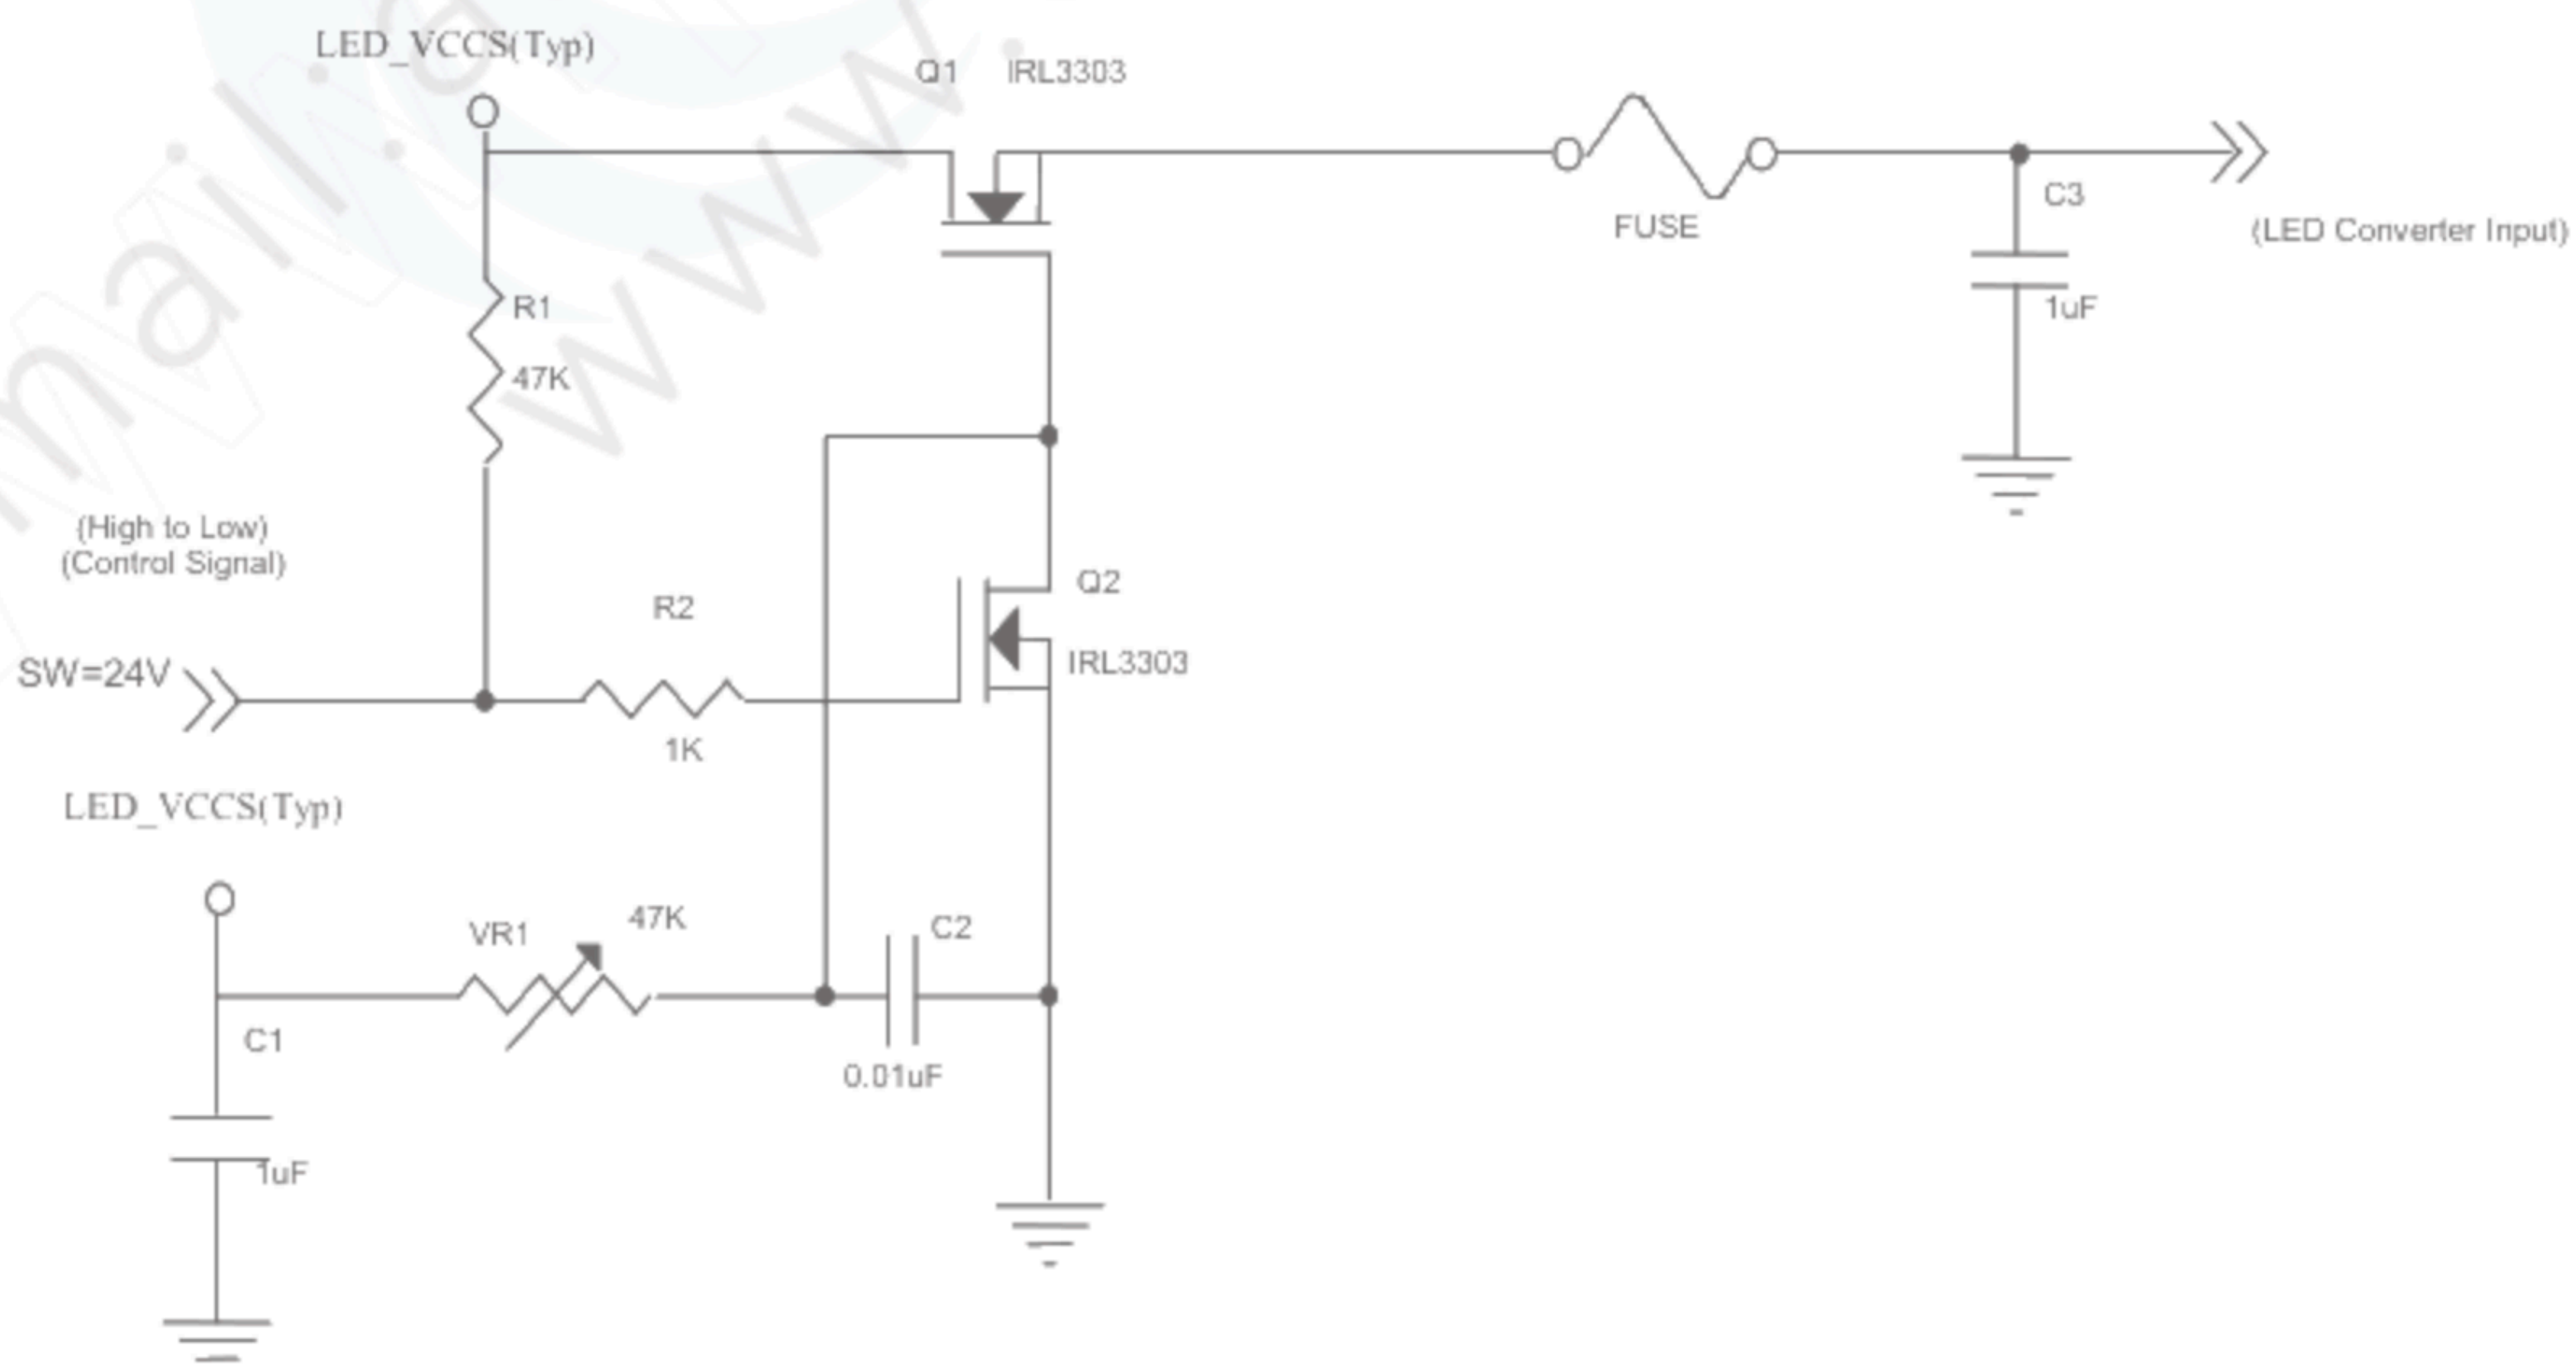 LED_VCCS(Typ)
Q1 IRL3303
C3
FUSE
(LED Converter Input)
R1
1uF
47K
(High to Low)
(Control Signal)
Q2
R2
IRL3303
SW=24V
1K
LED_VCCS(Typ)
47K
VR1
C2
C1
0.01uF
1uF
www.